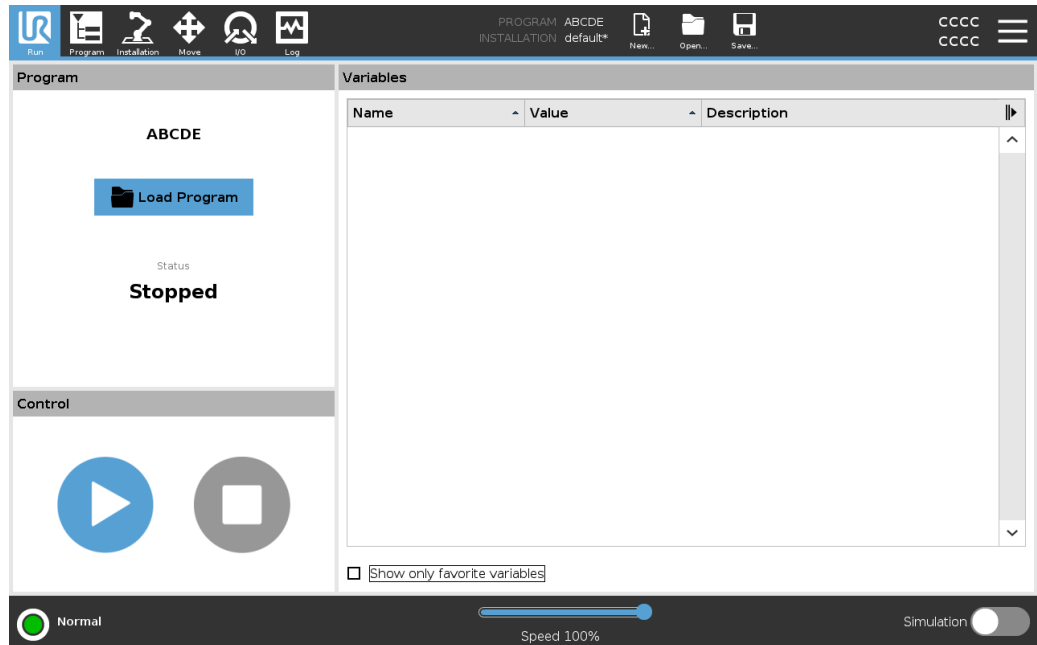 UR
Run
Program
Installation
Move
I/O
Log
PROGRAM ABCDE
INSTALLATION default*
New...
Open...
Save...
CCCC
CCCC
Program
ABCDE
Load Program
Status
Stopped
Control
Variables
Name Value Description
Show only favorite variables
Normal
Speed 100%
Simulation